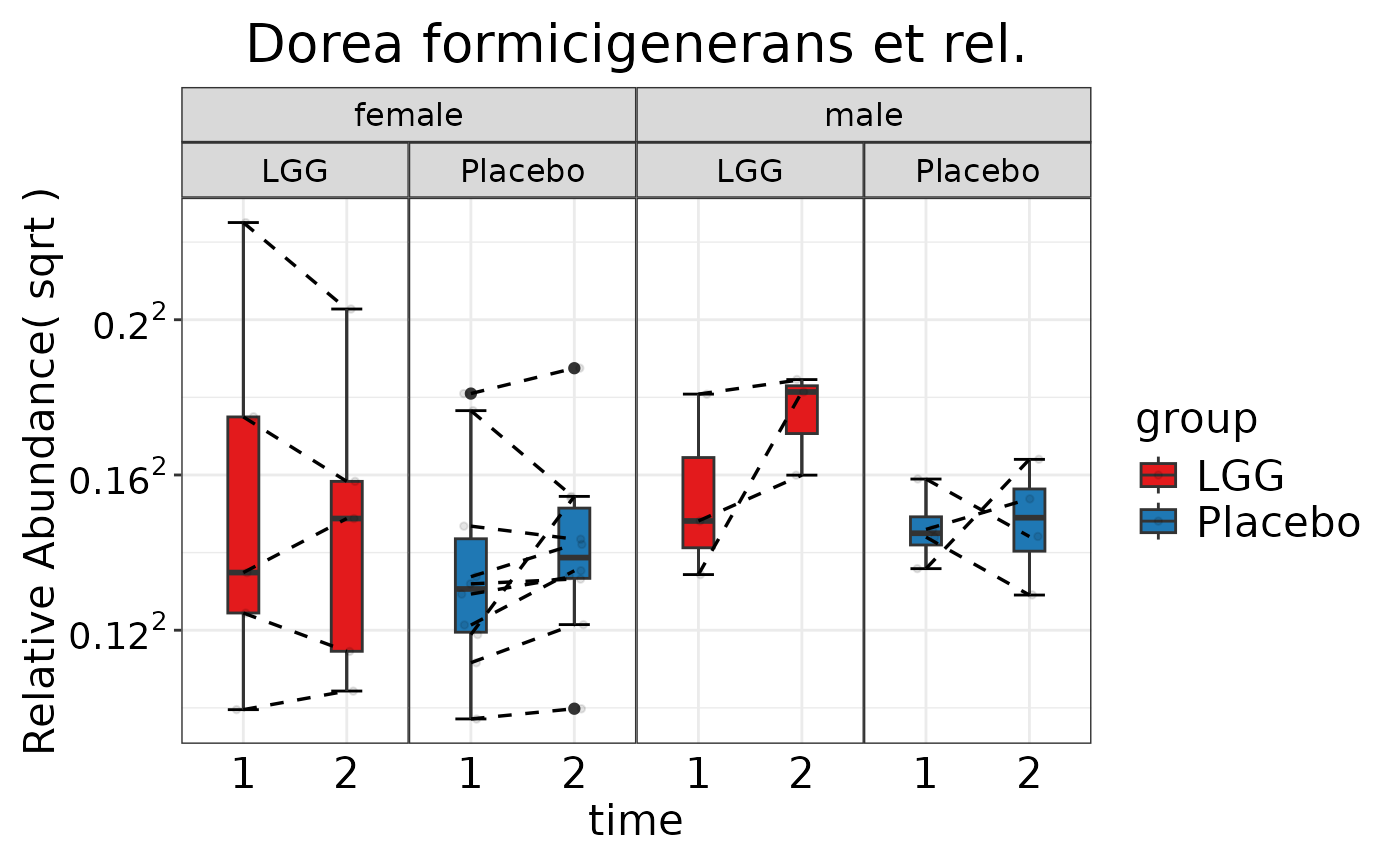 Dorea formicigenerans et rel.
female male
LGG Placebo LGG Placebo
Relative Abundance( sqrt )
0.2²
0.16²
0.12²
1 2 1 2 1 2 1 2
time
group
LGG
Placebo